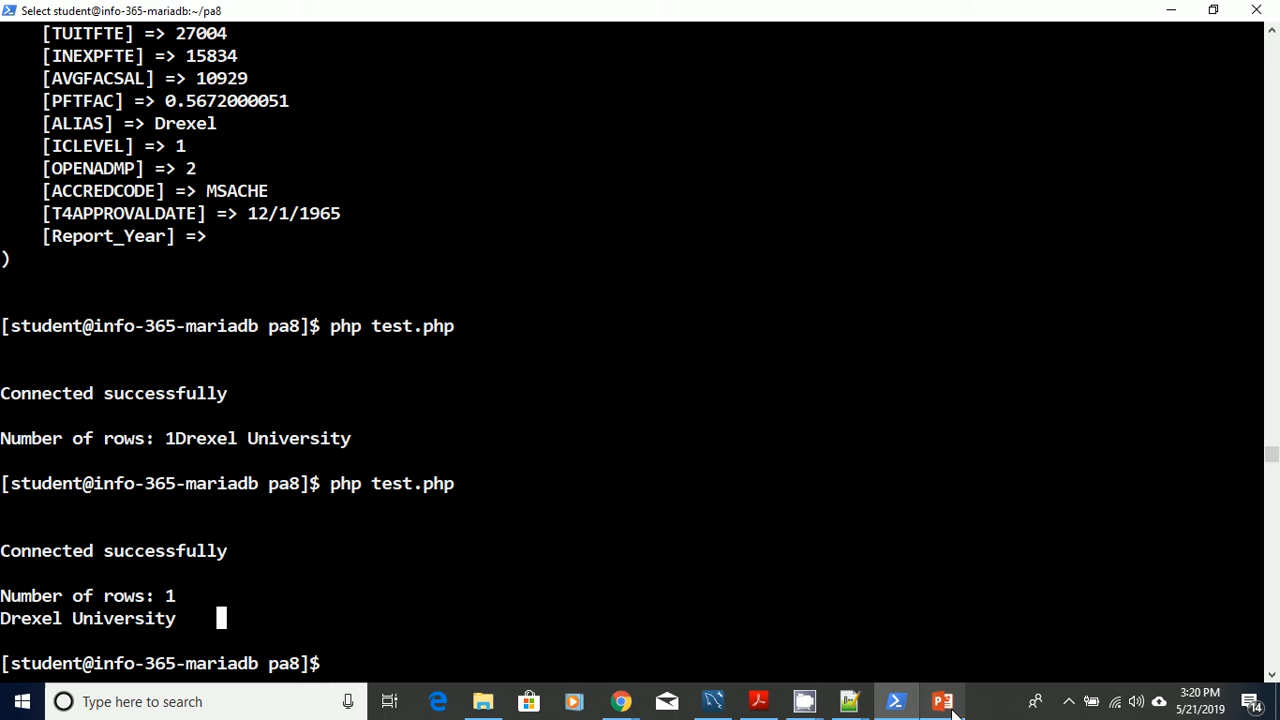 Select student@info-365-mariadb:~/pa8
[TUITFTE] => 27004
[INEXPFTE] => 15834
[AVGFACSAL] => 10929
[PFTFAC] => 0.5672000051
[ALIAS] => Drexel
[ICLEVEL] => 1
[OPENADMP] => 2
[ACCREDCODE] => MSACHE
[T4APPROVALDATE] => 12/1/1965
[Report_Year] =>
)
[student@info-365-mariadb pa8]$ php test.php
Connected successfully
Number of rows: 1Drexel University
[student@info-365-mariadb pa8]$ php test.php
Connected successfully
Number of rows: 1
Drexel University
[student@info-365-mariadb pa8]$
Type here to search
3:20 PM
5/21/2019
14